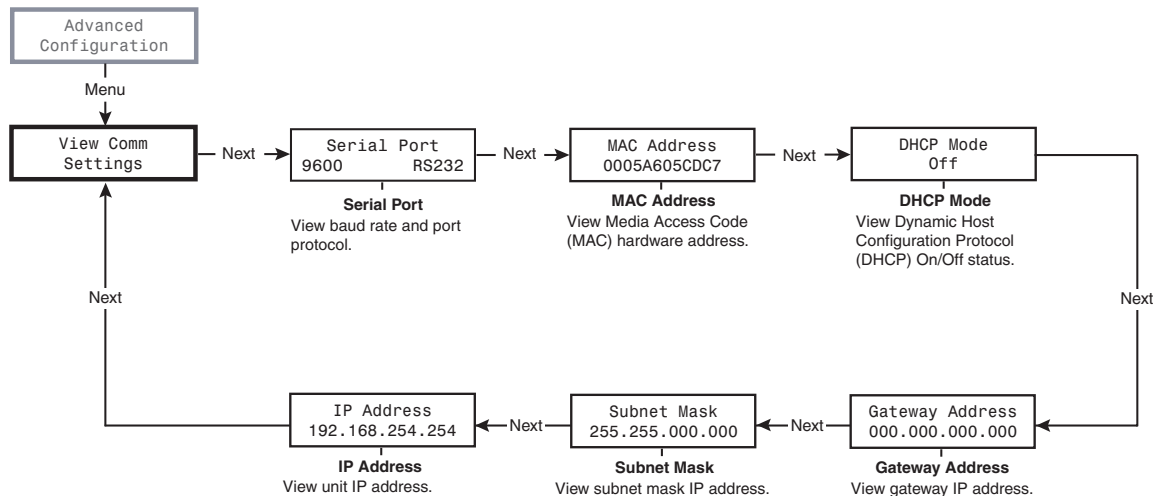 Advanced
Configuration
Menu
View Comm
Settings
Next
Serial Port
9600 RS232
Next
MAC Address
0005A605CDC7
Next
DHCP Mode
Off
Serial Port
View baud rate and port
protocol.
MAC Address
View Media Access Code
(MAC) hardware address.
DHCP Mode
View Dynamic Host
Configuration Protocol
(DHCP) On/Off status.
Next
Next
Gateway Address
000.000.000.000
Next
Subnet Mask
255.255.000.000
Next
IP Address
192.168.254.254
Gateway Address
View gateway IP address.
Subnet Mask
View subnet mask IP address.
IP Address
View unit IP address.